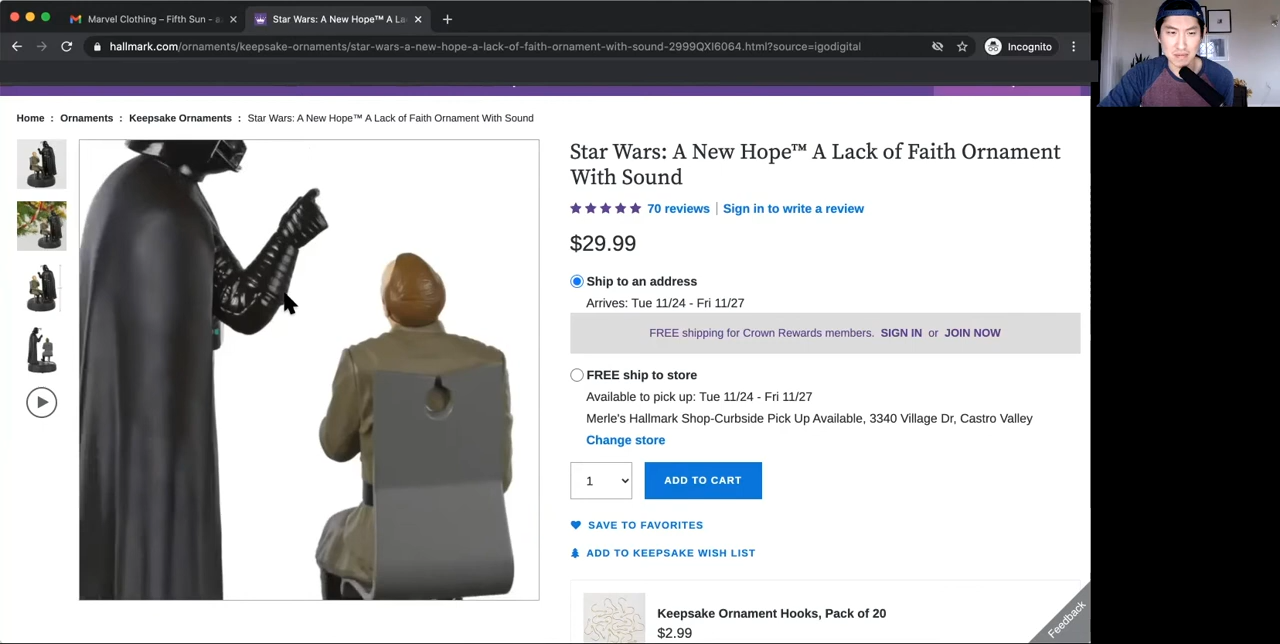 Marvel Clothing – Fifth Sun - a
Star Wars: A New Hope™ A La
hallmark.com/ornaments/keepsake-ornaments/star-wars-a-new-hope-a-lack-of-faith-ornament-with-sound-2999QXI6064.html?source=igodigital
Incognito
Home : Ornaments : Keepsake Ornaments : Star Wars: A New Hope™ A Lack of Faith Ornament With Sound
Star Wars: A New Hope™ A Lack of Faith Ornament
With Sound
70 reviews | Sign in to write a review
$29.99
Ship to an address
Arrives: Tue 11/24 - Fri 11/27
FREE shipping for Crown Rewards members. SIGN IN or JOIN NOW
FREE ship to store
Available to pick up: Tue 11/24 - Fri 11/27
Merle's Hallmark Shop-Curbside Pick Up Available, 3340 Village Dr, Castro Valley
Change store
1
ADD TO CART
SAVE TO FAVORITES
ADD TO KEEPSAKE WISH LIST
Keepsake Ornament Hooks, Pack of 20
$2.99
Feedback